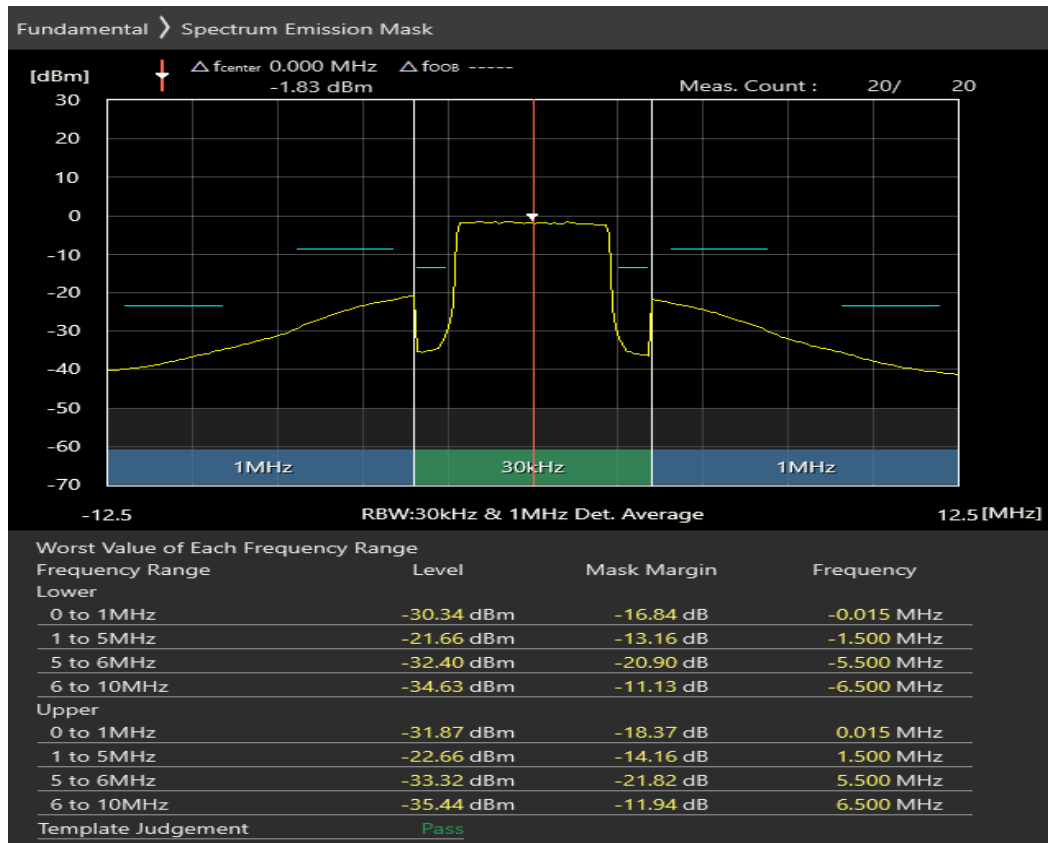 Fundamental ❯ Spectrum Emission Mask
[dBm] △ fcenter 0.000 MHz △ fOOB -----
-1.83 dBm Meas. Count : 20/ 20
30
20
10
0
-10
-20
-30
-40
-50
-60
1MHz 30kHz 1MHz
-70
-12.5 RBW:30kHz & 1MHz Det. Average 12.5 [MHz]
Worst Value of Each Frequency Range
Frequency Range Level Mask Margin Frequency
Lower
0 to 1MHz -30.34 dBm -16.84 dB -0.015 MHz
1 to 5MHz -21.66 dBm -13.16 dB -1.500 MHz
5 to 6MHz -32.40 dBm -20.90 dB -5.500 MHz
6 to 10MHz -34.63 dBm -11.13 dB -6.500 MHz
Upper
0 to 1MHz -31.87 dBm -18.37 dB 0.015 MHz
1 to 5MHz -22.66 dBm -14.16 dB 1.500 MHz
5 to 6MHz -33.32 dBm -21.82 dB 5.500 MHz
6 to 10MHz -35.44 dBm -11.94 dB 6.500 MHz
Template Judgement Pass